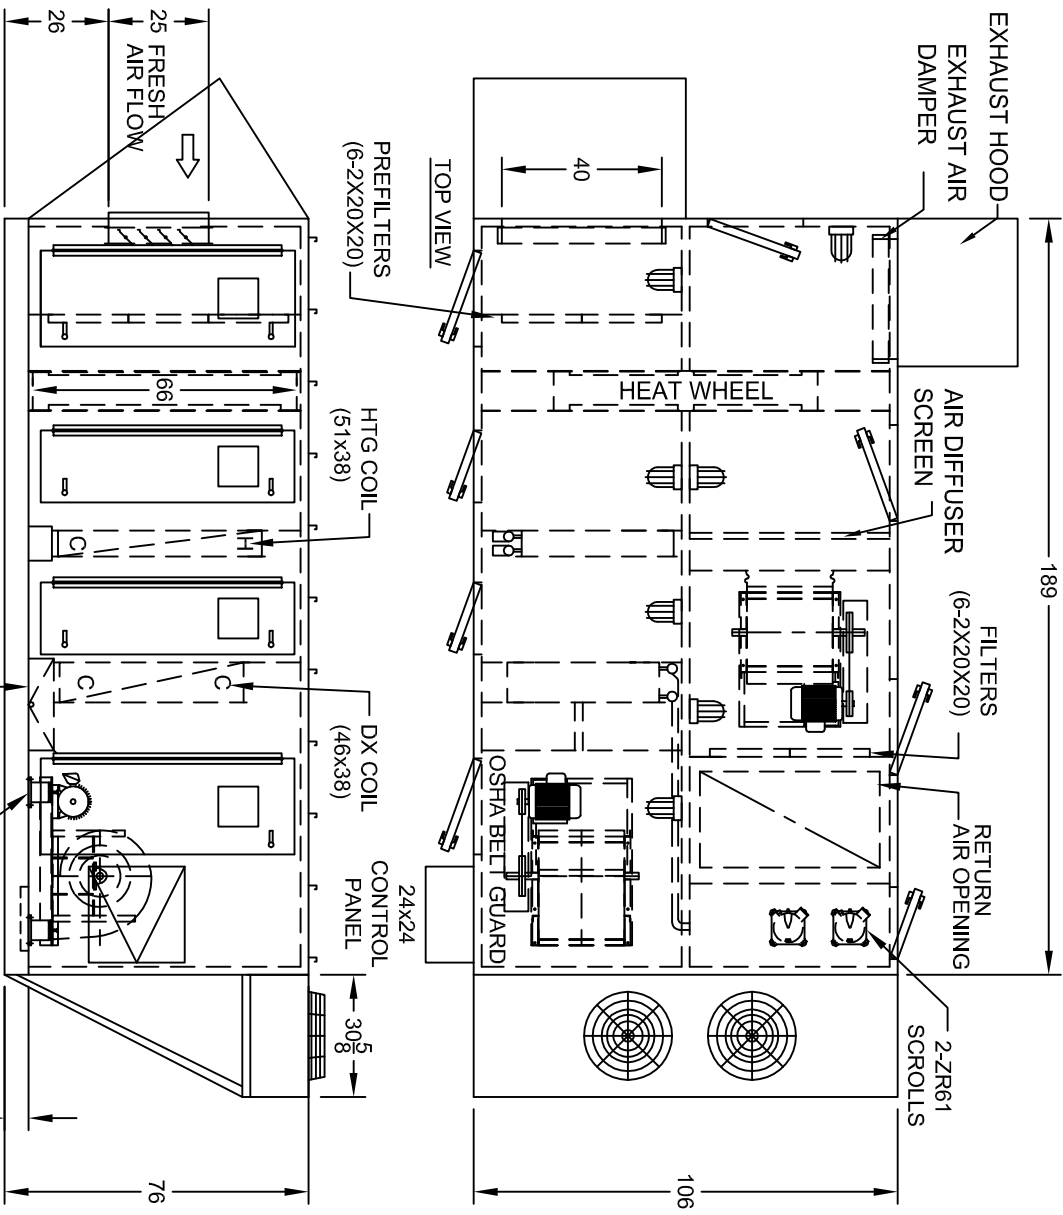 EXHAUST HOOD
EXHAUST AIR
DAMPER
189
AIR DIFFUSER
SCREEN
FILTERS
(6-2X20X20)
RETURN
AIR OPENING
2-ZR61
SCROLLS
HEAT WHEEL
40
TOP VIEW
PREFILTERS
(6-2X20X20)
OSHA BEL GUARD
24x24
CONTROL
PANEL
106
25
26
FRESH
AIR FLOW
66
HTG COIL
(51x38)
H
C
DX COIL
(46x38)
C
C
30 5/8
76